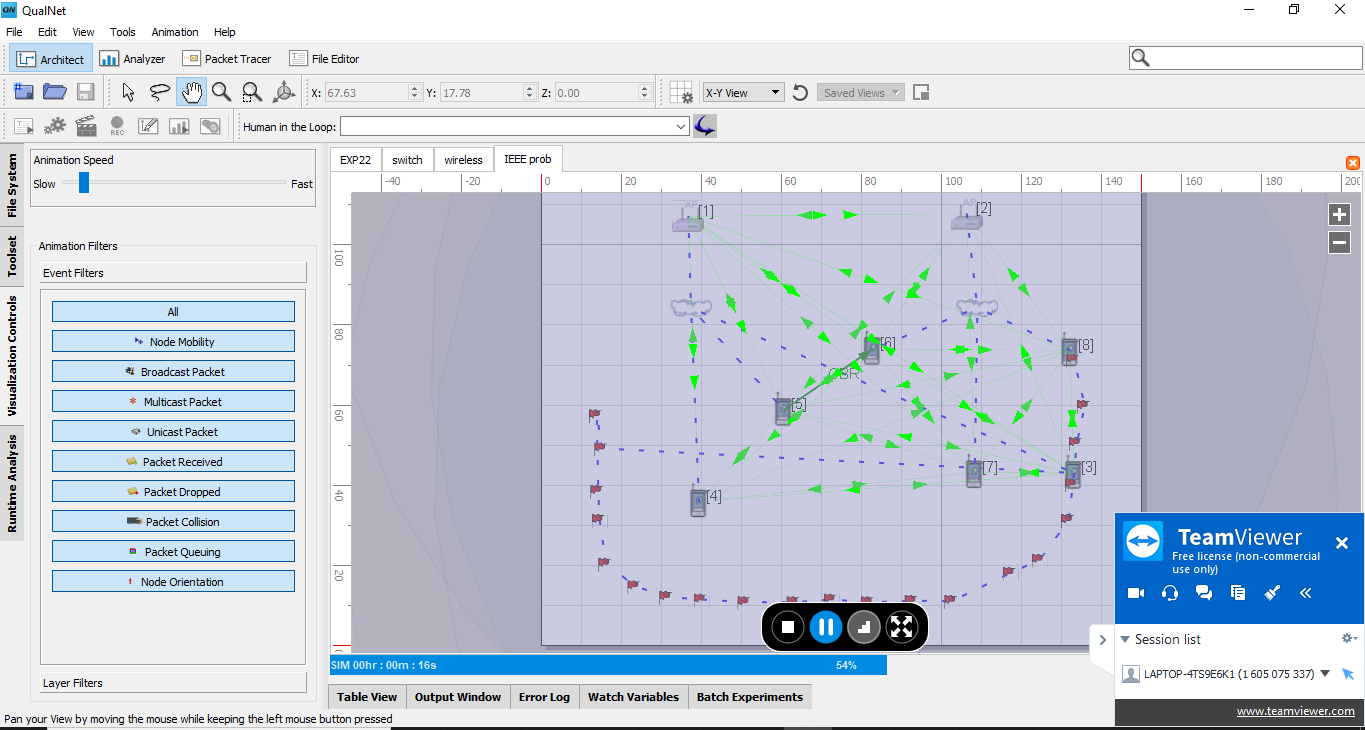 ON QualNet
File Edit View Tools Animation Help
Architect Analyzer Packet Tracer File Editor
X: 67.63 Y: 17.78 Z: 0.00 X-Y View Saved Views
REC Human in the Loop:
File System
Toolset
Visualization Controls
Runtime Analysis
Animation Speed
Slow Fast
Animation Filters
Event Filters
All
Node Mobility
Broadcast Packet
Multicast Packet
Unicast Packet
Packet Received
Packet Dropped
Packet Collision
Packet Queuing
Node Orientation
Layer Filters
EXP22 switch wireless IEEE prob
-40 -20 0 20 40 60 80 100 120 140 160 180 200
100
80
60
40
20
0
AP [1]
AP [2]
[6]
[8]
CBR
[5]
[7]
[3]
[4]
SIM 00hr : 00m : 16s 54%
Table View Output Window Error Log Watch Variables Batch Experiments
Pan your View by moving the mouse while keeping the left mouse button pressed
TeamViewer
Free license (non-commercial
use only)
Session list
LAPTOP-4TS9E6K1 (1 605 075 337)
www.teamviewer.com